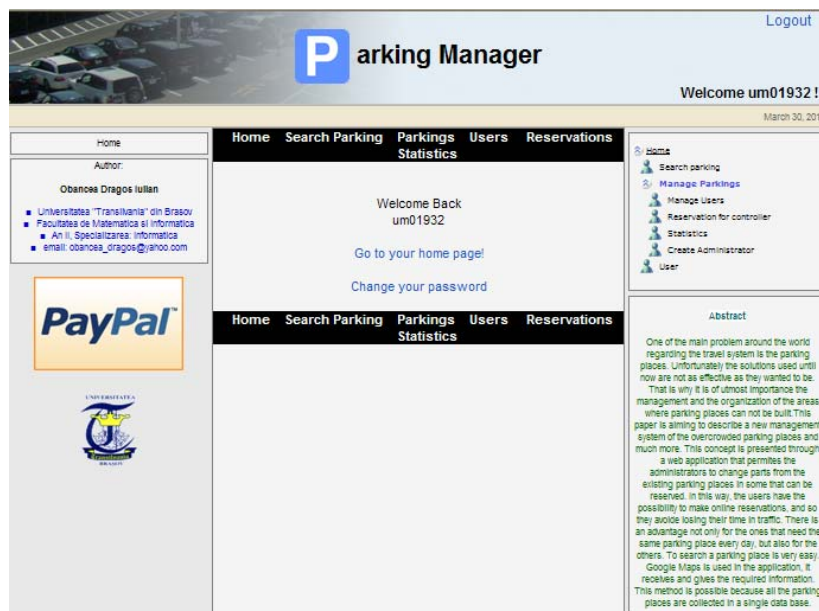 Logout
P arking Manager
Welcome um01932 !
March 30, 201
Home
Author:
Obancea Dragos Iulian
Universitatea "Transilvania" din Brasov
Facultatea de Matematica si Informatica
An II, Specializarea: Informatica
email: obancea_dragos@yahoo.com
PayPal™
UNIVERSITATEA
Transilvania
BRASOV
Home Search Parking Parkings Users Reservations
Statistics
Welcome Back
um01932
Go to your home page!
Change your password
Home Search Parking Parkings Users Reservations
Statistics
Home
Search parking
Manage Parkings
Manage Users
Reservation for controller
Statistics
Create Administrator
User
Abstract
One of the main problem around the world
regarding the travel system is the parking
places. Unfortunately the solutions used until
now are not as effective as they wanted to be.
That is why it is of utmost importance the
management and the organization of the areas
where parking places can not be built.This
paper is aiming to describe a new management
system of the overcrowded parking places and
much more. This concept is presented through
a web application that permites the
administrators to change parts from the
existing parking places in some that can be
reserved. In this way, the users have the
possibility to make online reservations, and so
they avoide losing their time in traffic. There is
an advantage not only for the ones that need the
same parking place every day, but also for the
others. To search a parking place is very easy.
Google Maps is used in the application, it
receives and gives the required information.
This method is possible because all the parking
places are collected in a single data base.